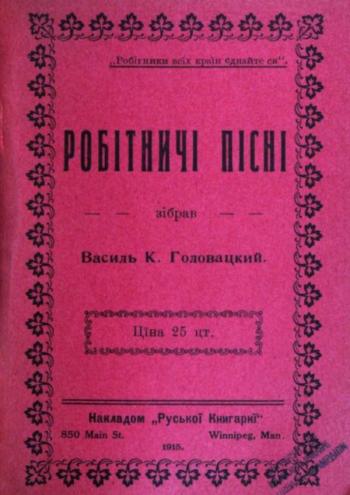 „Робітники всіх країн єднайте ся“.
РОБІТНИЧІ ПІСНІ
— — зібрав — —
Василь К. Головацкий.
Ціна 25 цт.
Накладом „Руської Книгарнї“
850 Main St. Winnipeg, Man.
1915.